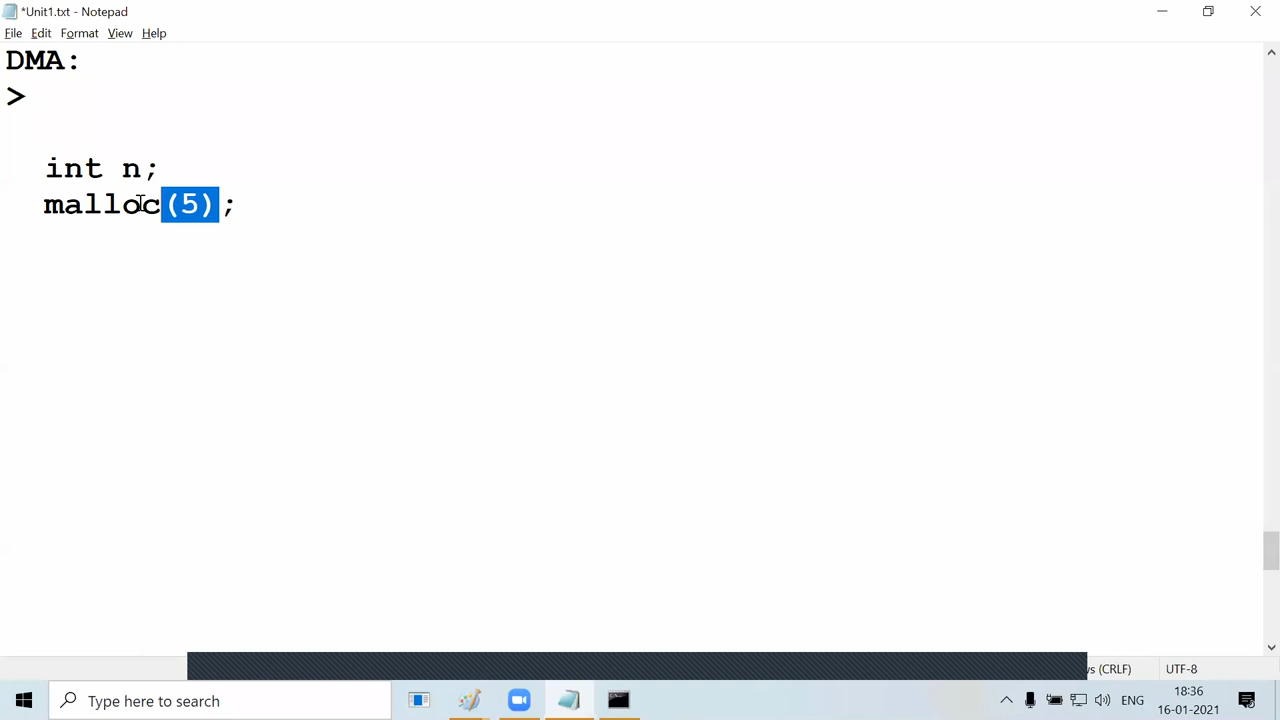 *Unit1.txt - Notepad
File Edit Format View Help
DMA:
>
int n;
malloc(5);
s (CRLF) UTF-8
Type here to search
ENG
18:36
16-01-2021